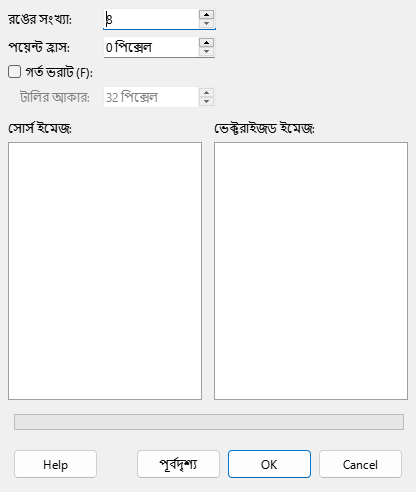 রঙের সংখ্যা: 8
পয়েন্ট হ্রাস: 0 পিক্সেল
গর্ত ভরাট (F):
টালির আকার: 32 পিক্সেল
সোর্স ইমেজ: ভেক্টরাইজড ইমেজ:
Help পূর্বদৃশ্য OK Cancel